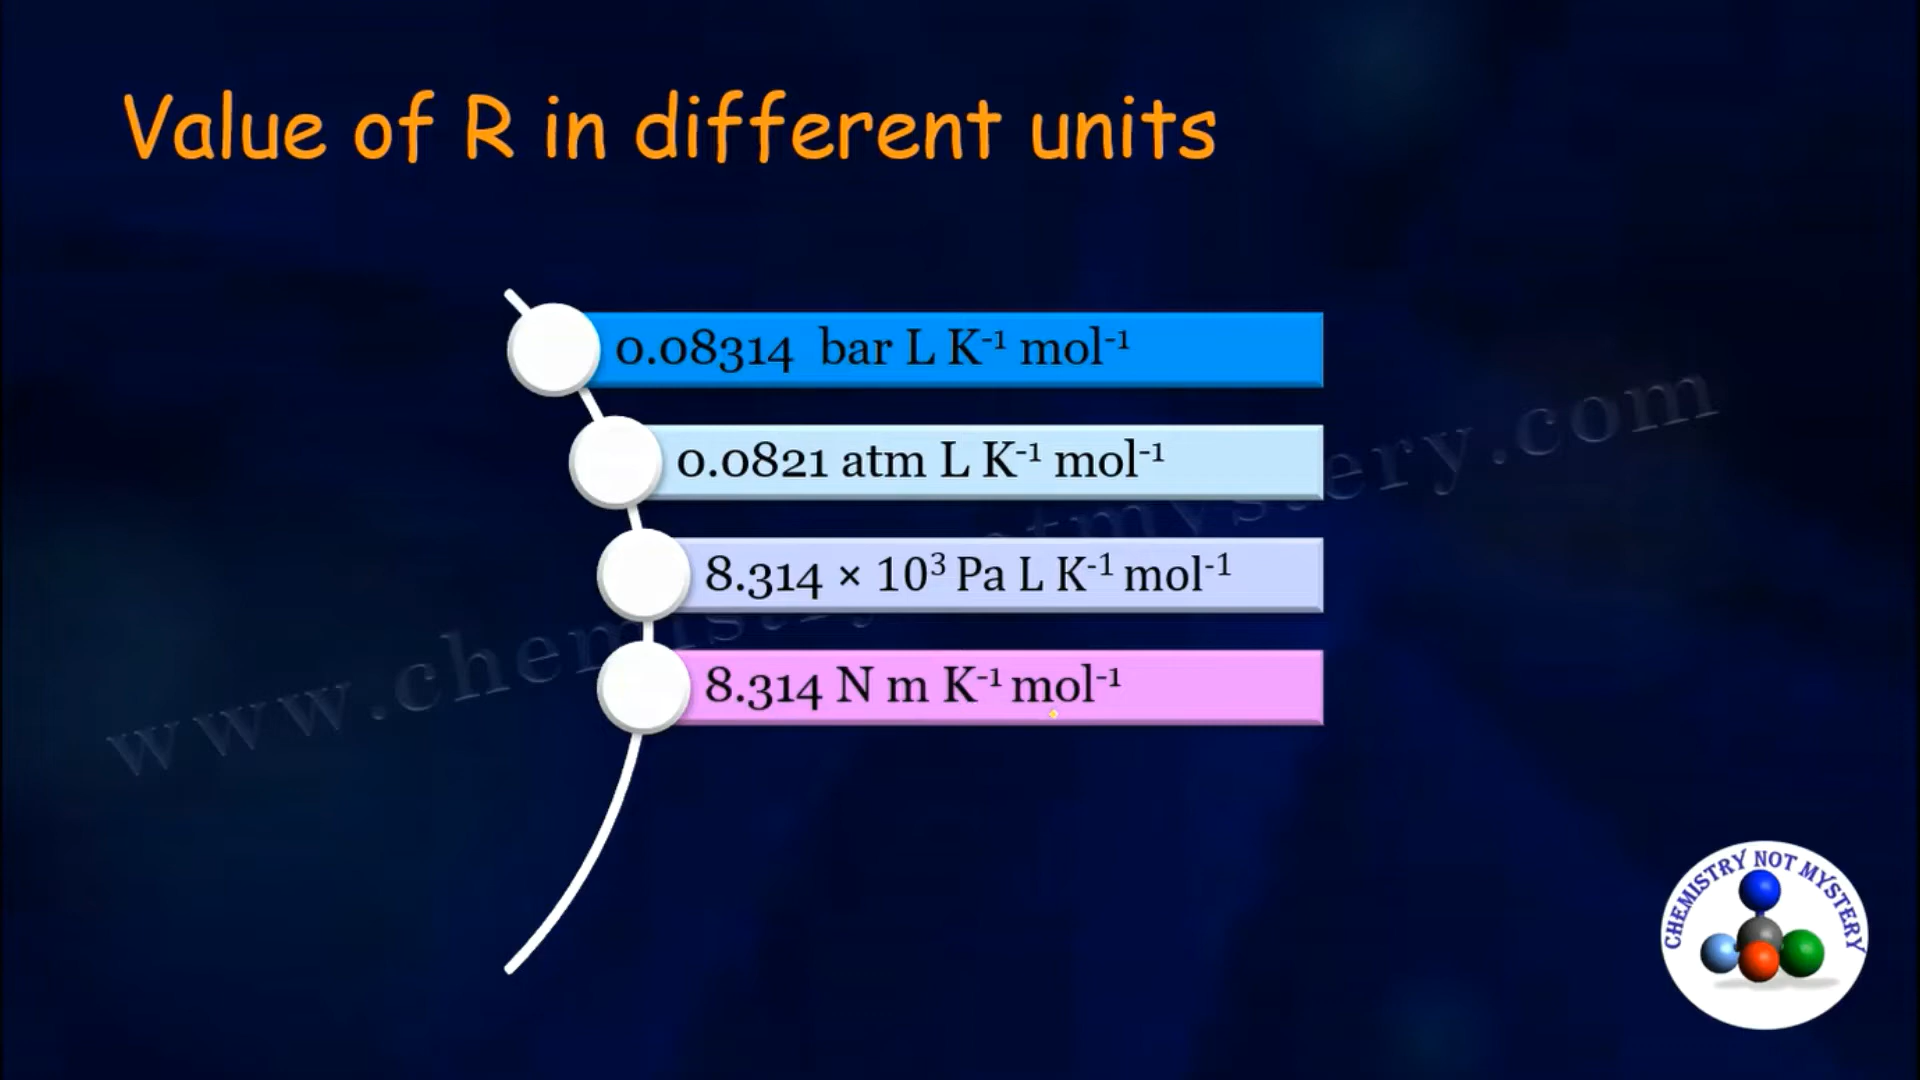 Value of R in different units
0.08314 bar L K⁻¹ mol⁻¹
0.0821 atm L K⁻¹ mol⁻¹
8.314 × 10³ Pa L K⁻¹ mol⁻¹
8.314 N m K⁻¹ mol⁻¹
www.chemistrynotmystery.com
CHEMISTRY NOT MYSTERY